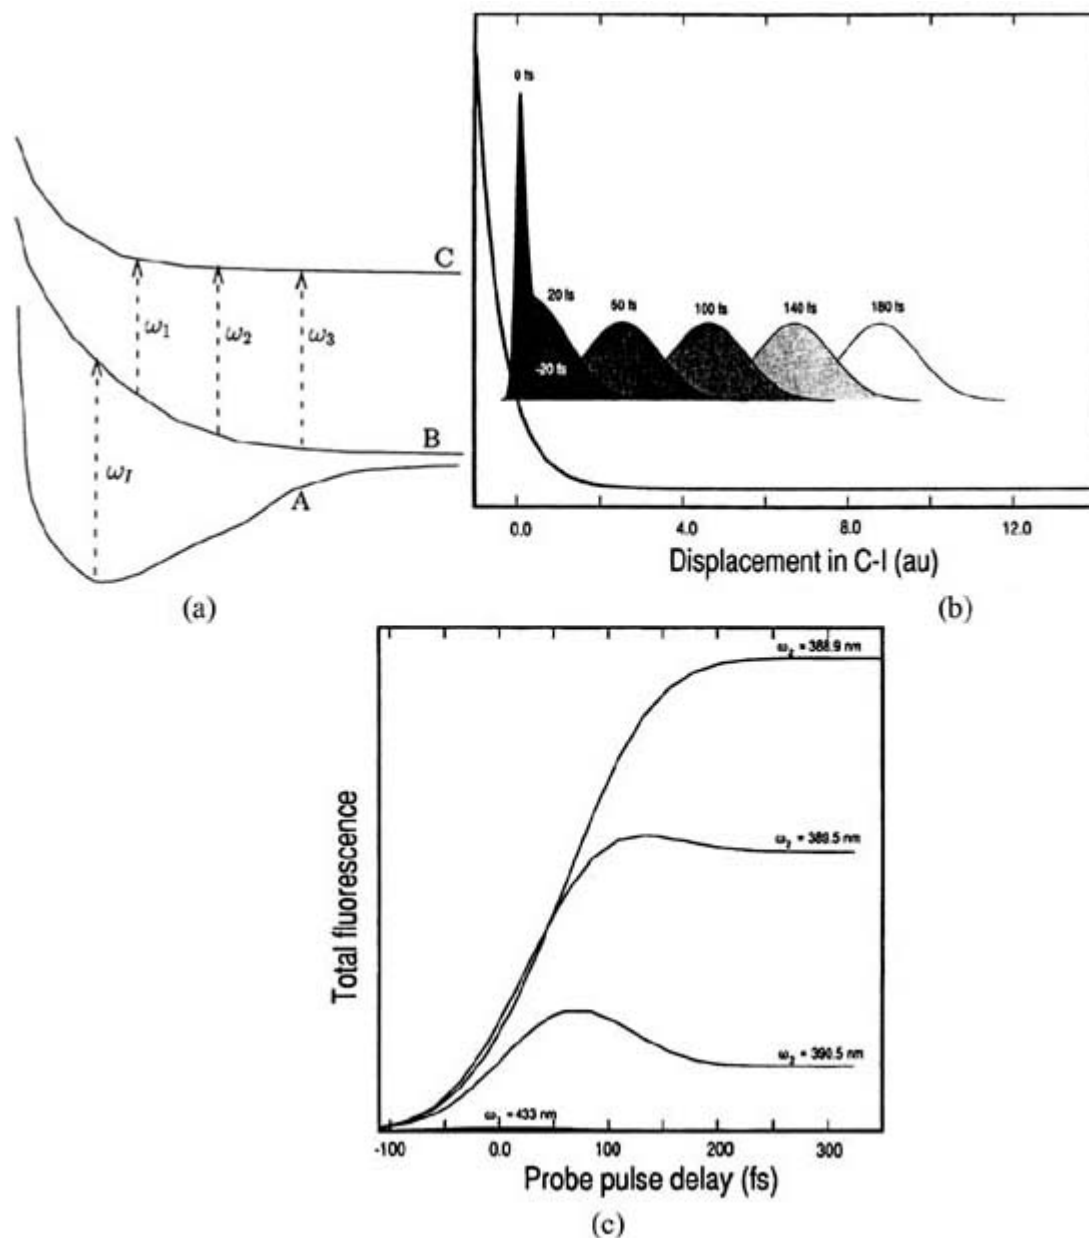 C
ω₁
ω₂
ω₃
B
ω_I
A
(a)
0 fs
20 fs
-20 fs
50 fs
100 fs
140 fs
180 fs
0.0 4.0 8.0 12.0
Displacement in C-I (au)
(b)
ω₂ = 388.9 nm
ω₂ = 389.5 nm
ω₂ = 390.5 nm
ω₁ = 433 nm
Total fluorescence
-100 0.0 100 200 300
Probe pulse delay (fs)
(c)